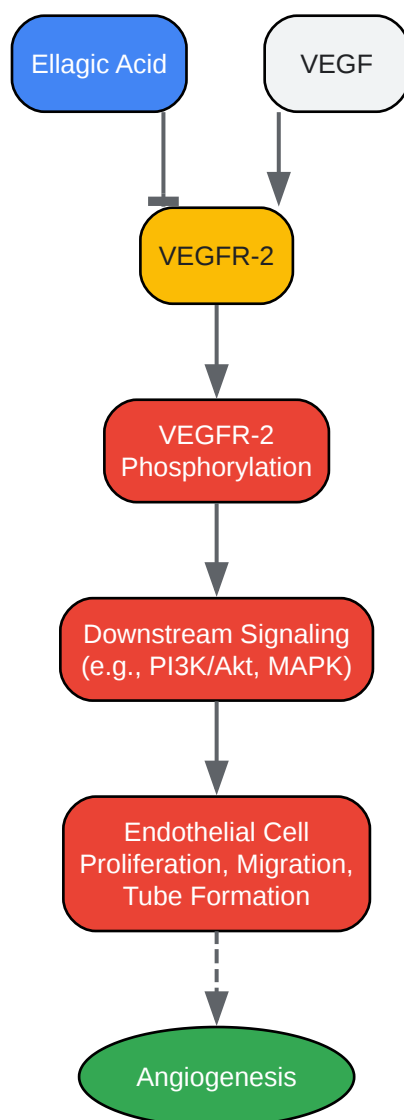 Ellagic Acid
VEGF
VEGFR-2
VEGFR-2
Phosphorylation
Downstream Signaling
(e.g., PI3K/Akt, MAPK)
Endothelial Cell
Proliferation, Migration,
Tube Formation
Angiogenesis